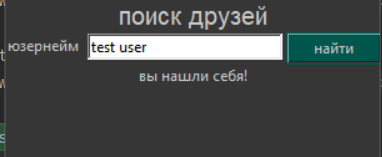 поиск друзей
юзернейм test user найти
вы нашли себя!